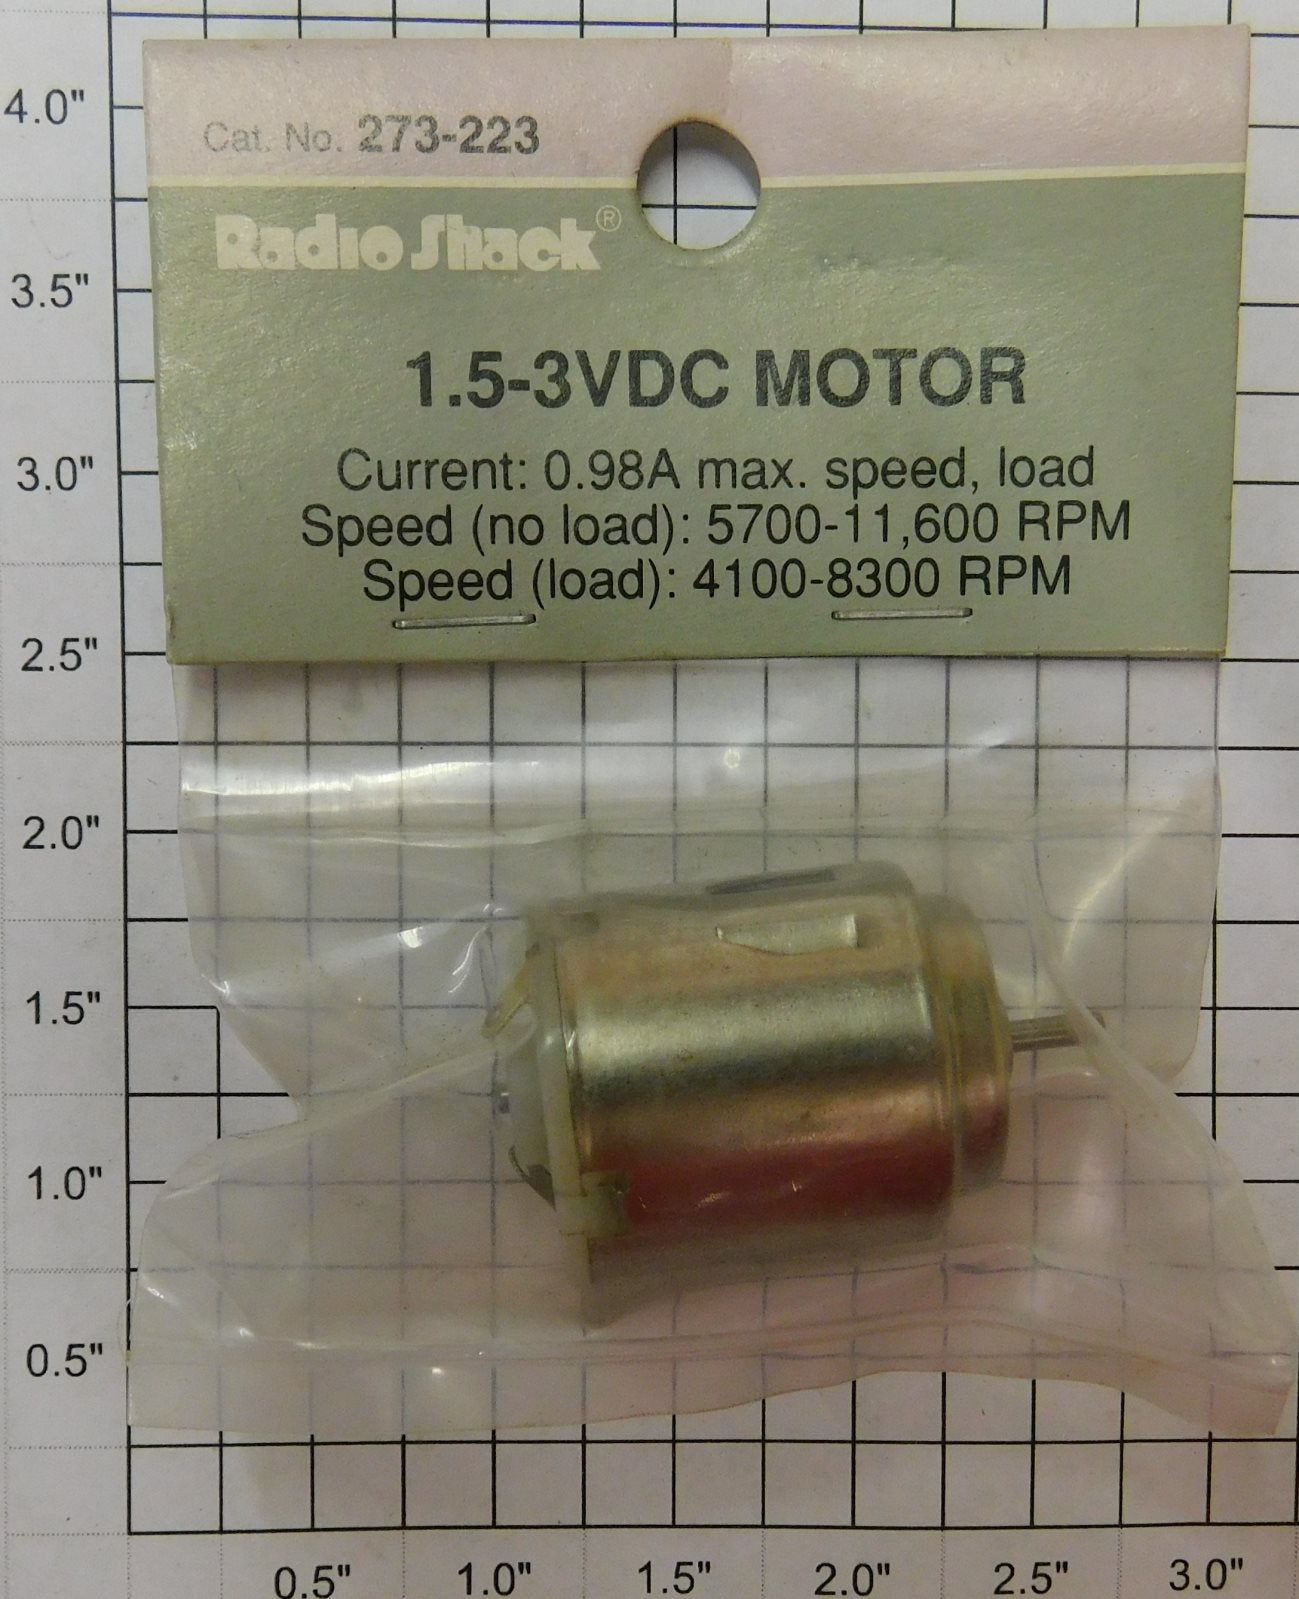 Cat. No. 273-223
Radio Shack®
1.5-3VDC MOTOR
Current: 0.98A max. speed, load
Speed (no load): 5700-11,600 RPM
Speed (load): 4100-8300 RPM
4.0"
3.5"
3.0"
2.5"
2.0"
1.5"
1.0"
0.5"
0.5" 1.0" 1.5" 2.0" 2.5" 3.0"